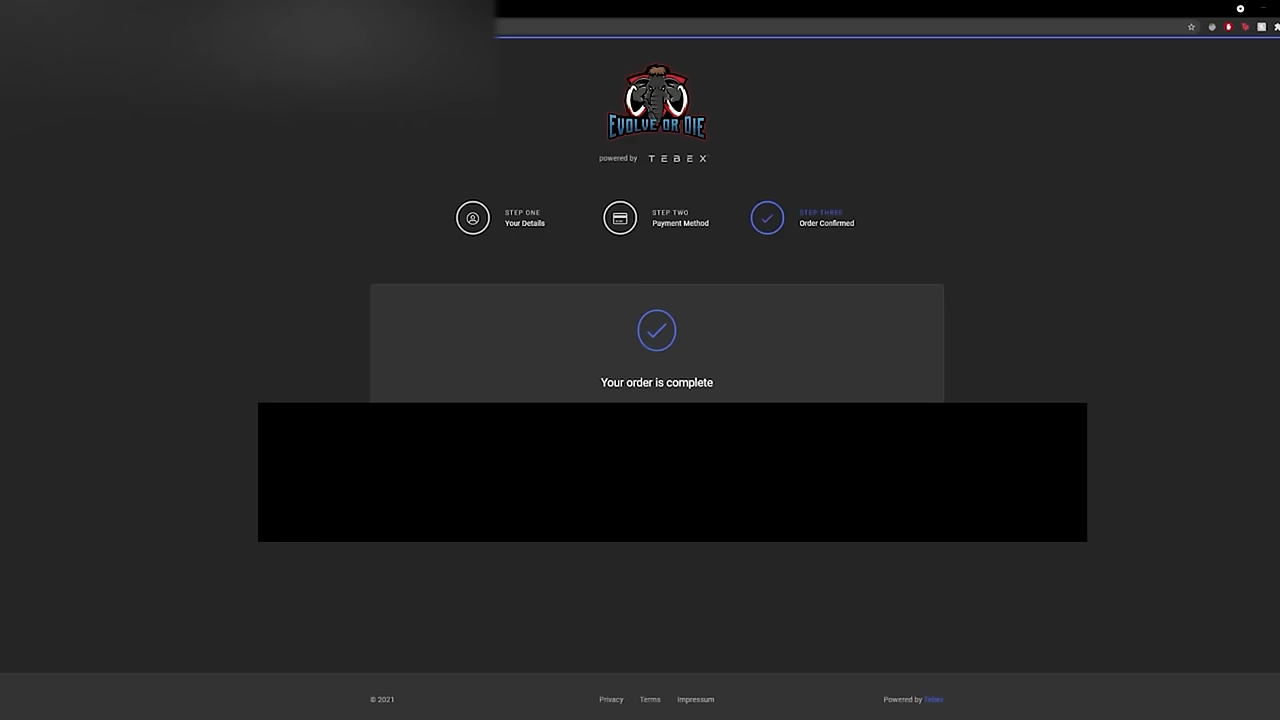 EVOLVE OR DIE
powered by TEBEX
STEP ONE
Your Details
STEP TWO
Payment Method
STEP THREE
Order Confirmed
Your order is complete
© 2021
Privacy
Terms
Impressum
Powered by Tebex